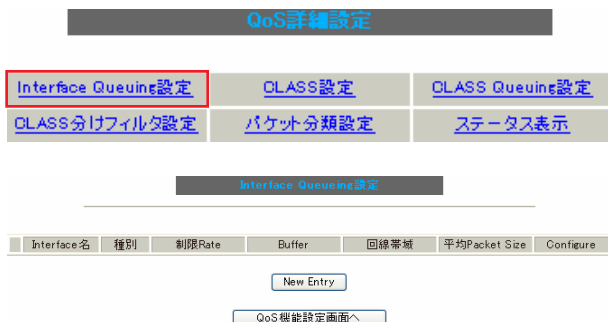 QoS詳細設定
Interface Queuing設定 CLASS設定 CLASS Queuing設定
CLASS分けフィルタ設定 パケット分類設定 ステータス表示
Interface Queueing設定
Interface名 種別 制限Rate Buffer 回線帯域 平均Packet Size Configure
New Entry
QoS機能設定画面へ